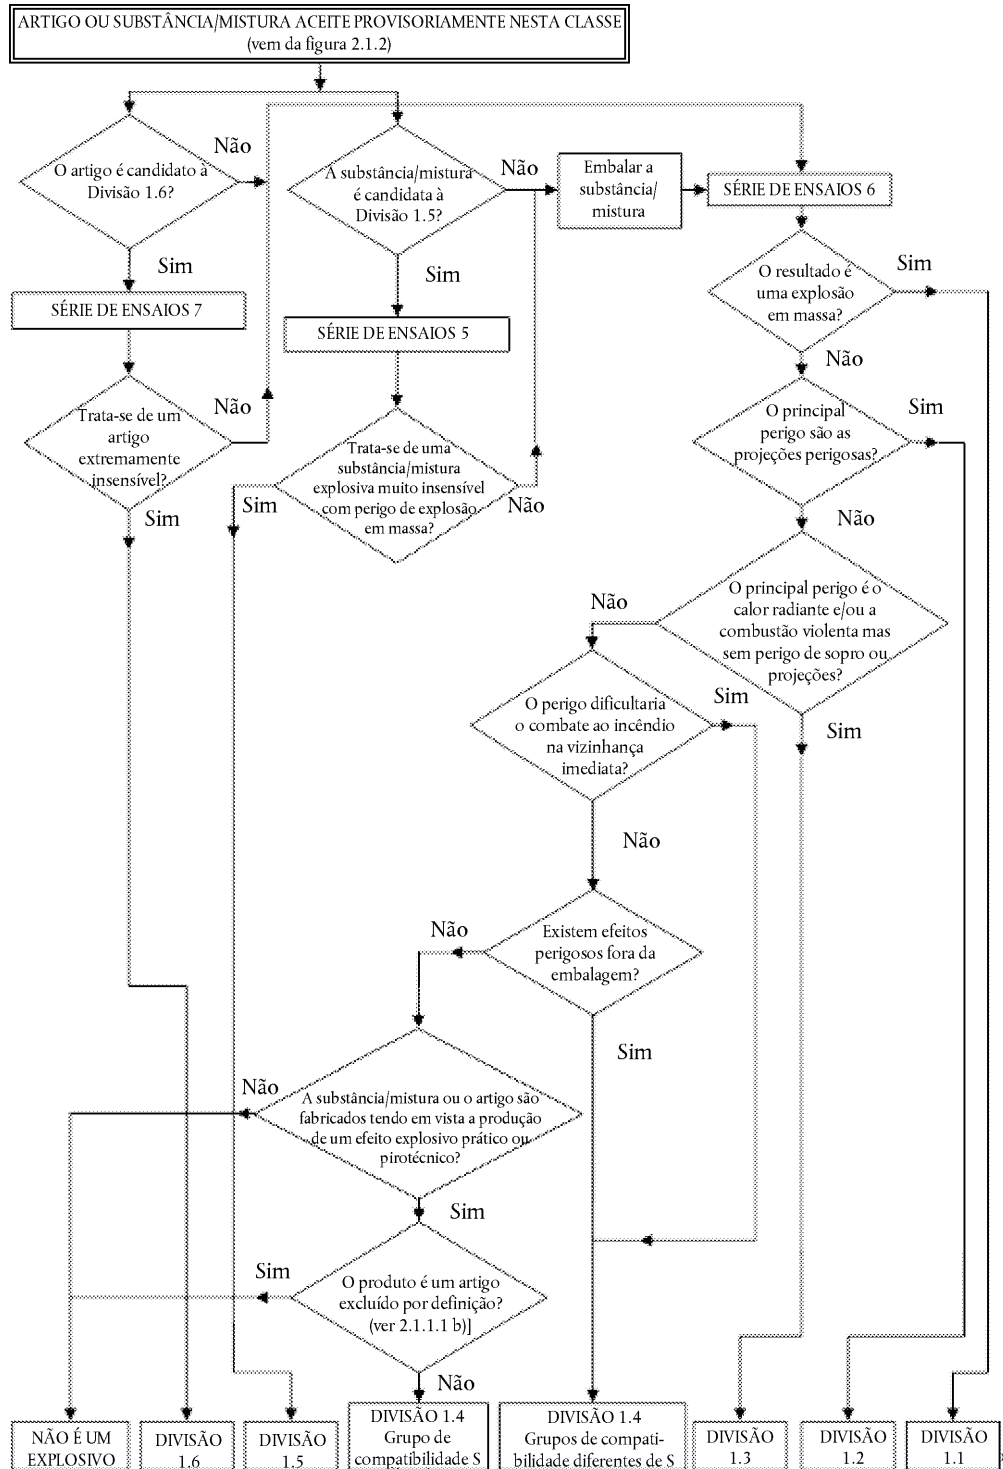 ARTIGO OU SUBSTÂNCIA/MISTURA ACEITE PROVISORIAMENTE NESTA CLASSE
(vem da figura 2.1.2)
O artigo é candidato à
Divisão 1.6?
Não
Sim
A substância/mistura
é candidata à
Divisão 1.5?
Não
Sim
Embalar a
substância/
mistura
SÉRIE DE ENSAIOS 6
SÉRIE DE ENSAIOS 7
SÉRIE DE ENSAIOS 5
O resultado é
uma explosão
em massa?
Sim
Não
Trata-se de um
artigo
extremamente
insensível?
Não
Sim
Trata-se de uma
substância/mistura
explosiva muito insensível
com perigo de explosão
em massa?
Sim
Não
O principal
perigo são as
projeções perigosas?
Sim
Não
O principal perigo é o
calor radiante e/ou a
combustão violenta mas
sem perigo de sopro ou
projeções?
Não
Sim
O perigo dificultaria
o combate ao incêndio
na vizinhança
imediata?
Sim
Não
Existem efeitos
perigosos fora da
embalagem?
Não
Sim
A substância/mistura ou o artigo são
fabricados tendo em vista a produção
de um efeito explosivo prático ou
pirotécnico?
Não
Sim
O produto é um artigo
excluído por definição?
(ver 2.1.1.1 b)]
Sim
Não
NÃO É UM
EXPLOSIVO
DIVISÃO
1.6
DIVISÃO
1.5
DIVISÃO 1.4
Grupo de
compatibilidade S
DIVISÃO 1.4
Grupos de compati-
bilidade diferentes de S
DIVISÃO
1.3
DIVISÃO
1.2
DIVISÃO
1.1